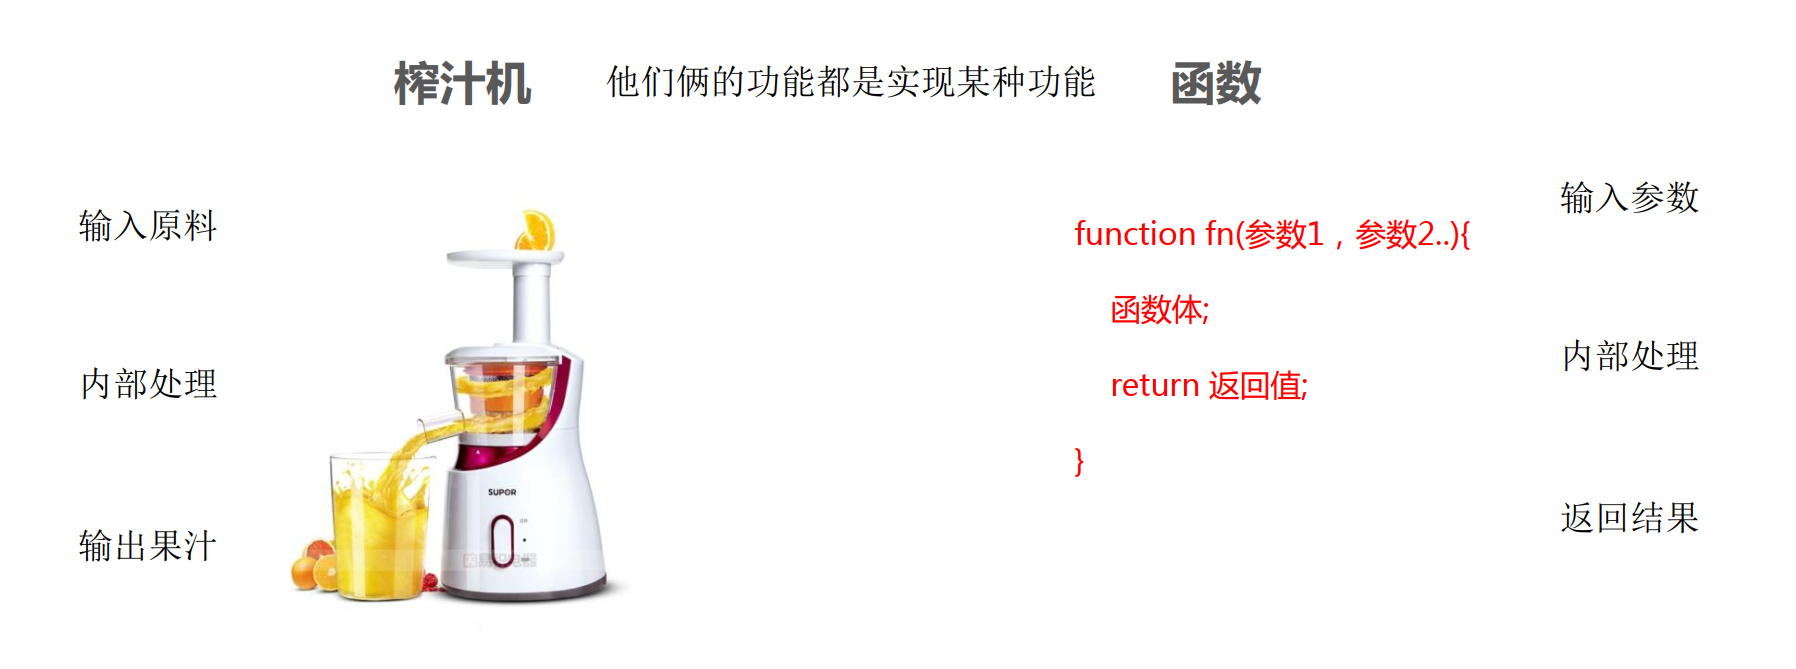 榨汁机 他们俩的功能都是实现某种功能 函数
输入原料
内部处理
输出果汁
SUPOR
function fn(参数1，参数2..){
函数体;
return 返回值;
}
输入参数
内部处理
返回结果